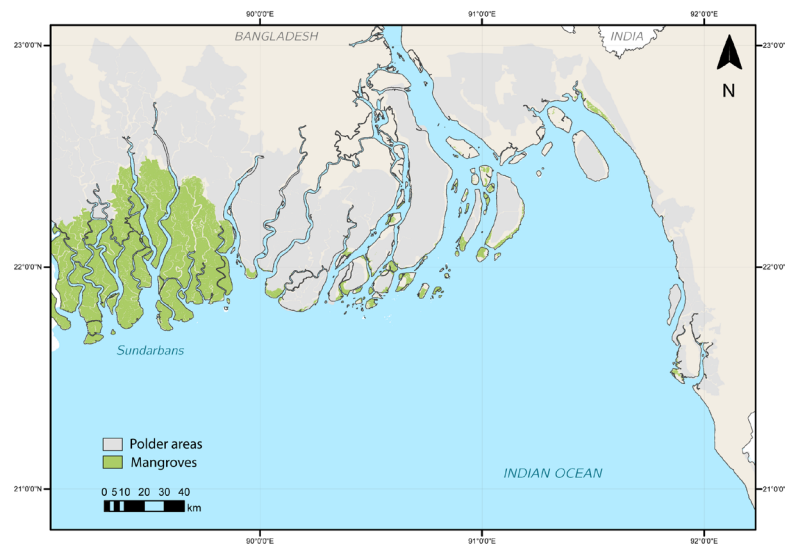 90°0'0"E 91°0'0"E 92°0'0"E
23°0'0"N BANGLADESH INDIA 23°0'0"N
N
22°0'0"N 22°0'0"N
Sundarbans
Polder areas
Mangroves
INDIAN OCEAN
21°0'0"N 0 5 10 20 30 40 21°0'0"N
km
90°0'0"E 91°0'0"E 92°0'0"E